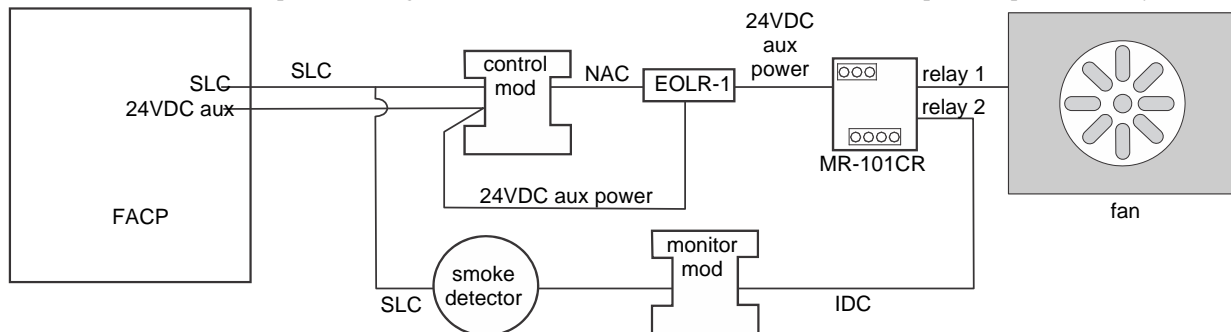 24VDC
aux
power
SLC
SLC
control
mod
NAC
EOLR-1
relay 1
24VDC aux
relay 2
MR-101CR
24VDC aux power
FACP
fan
monitor
mod
smoke
detector
SLC
IDC